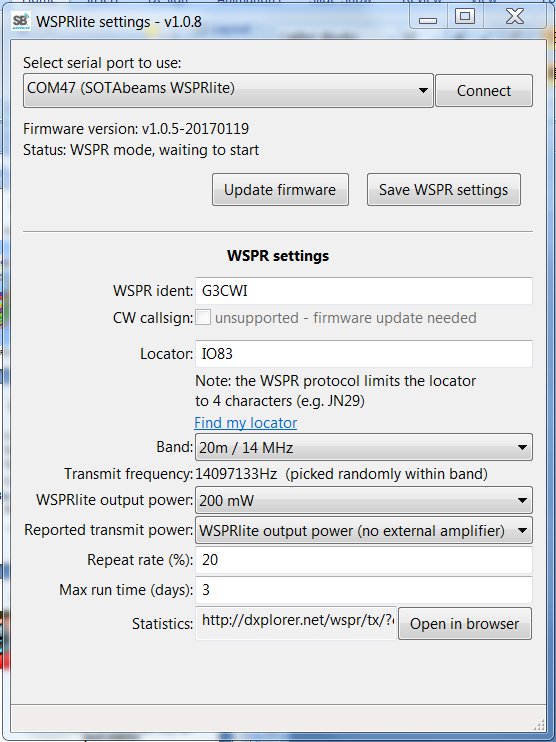 WSPRlite settings - v1.0.8
Select serial port to use:
COM47 (SOTAbeams WSPRlite)
Connect
Firmware version: v1.0.5-20170119
Status: WSPR mode, waiting to start
Update firmware
Save WSPR settings
WSPR settings
WSPR ident: G3CWI
CW callsign: unsupported - firmware update needed
Locator: IO83
Note: the WSPR protocol limits the locator
to 4 characters (e.g. JN29)
Find my locator
Band: 20m / 14 MHz
Transmit frequency: 14097133Hz (picked randomly within band)
WSPRlite output power: 200 mW
Reported transmit power: WSPRlite output power (no external amplifier)
Repeat rate (%): 20
Max run time (days): 3
Statistics: http://dxplorer.net/wspr/tx/? Open in browser